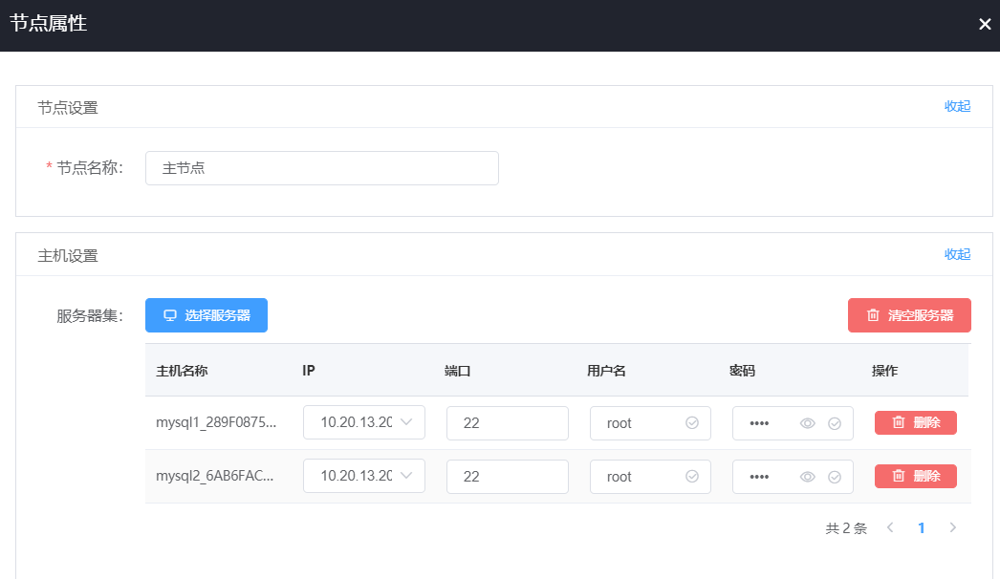 节点属性
节点设置 收起
* 节点名称: 主节点
主机设置 收起
服务器集: 选择服务器 清空服务器
主机名称 IP 端口 用户名 密码 操作
mysql1_289F0875... 10.20.13.20 22 root •••• 删除
mysql2_6AB6FAC... 10.20.13.20 22 root •••• 删除
共 2 条 1